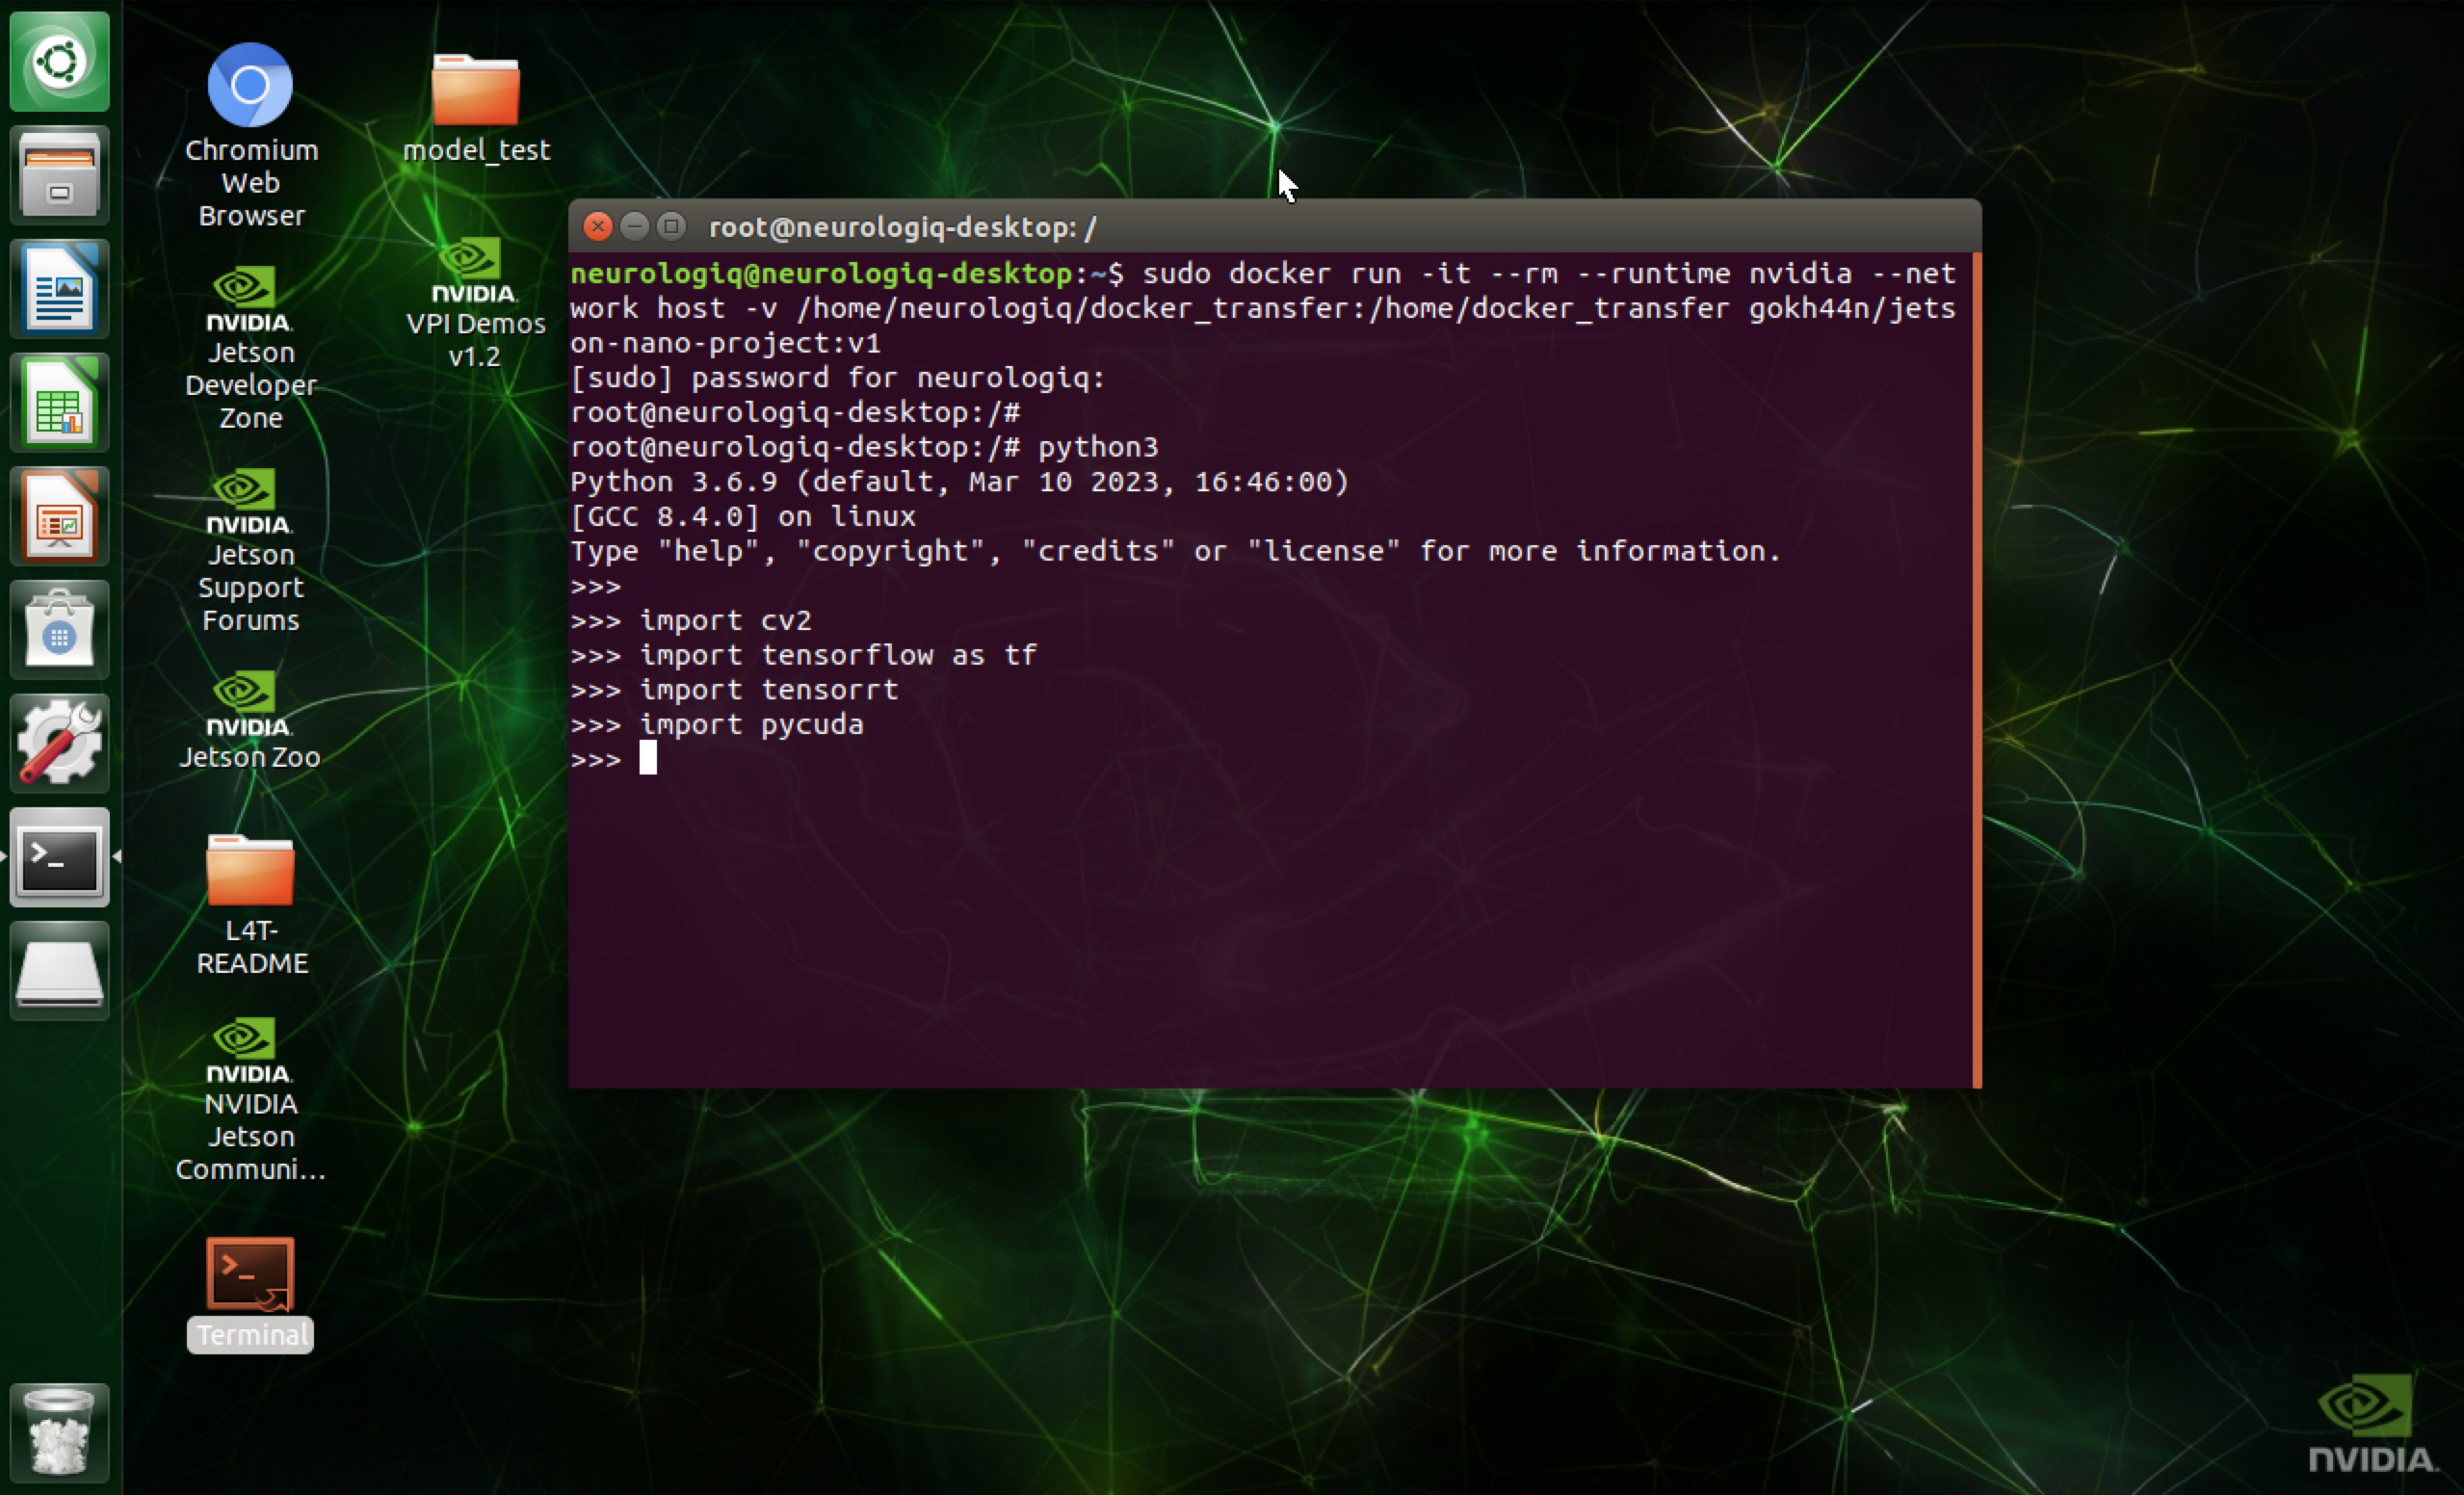 Chromium
Web
Browser
model_test
NVIDIA.
Jetson
Developer
Zone
NVIDIA.
VPI Demos
v1.2
NVIDIA.
Jetson
Support
Forums
NVIDIA.
Jetson Zoo
L4T-
README
NVIDIA.
NVIDIA
Jetson
Communi...
>_
Terminal
>_
root@neurologiq-desktop: /
neurologiq@neurologiq-desktop:~$ sudo docker run -it --rm --runtime nvidia --net
work host -v /home/neurologiq/docker_transfer:/home/docker_transfer gokh44n/jets
on-nano-project:v1
[sudo] password for neurologiq:
root@neurologiq-desktop:/#
root@neurologiq-desktop:/# python3
Python 3.6.9 (default, Mar 10 2023, 16:46:00)
[GCC 8.4.0] on linux
Type "help", "copyright", "credits" or "license" for more information.
>>>
>>> import cv2
>>> import tensorflow as tf
>>> import tensorrt
>>> import pycuda
>>>
NVIDIA.